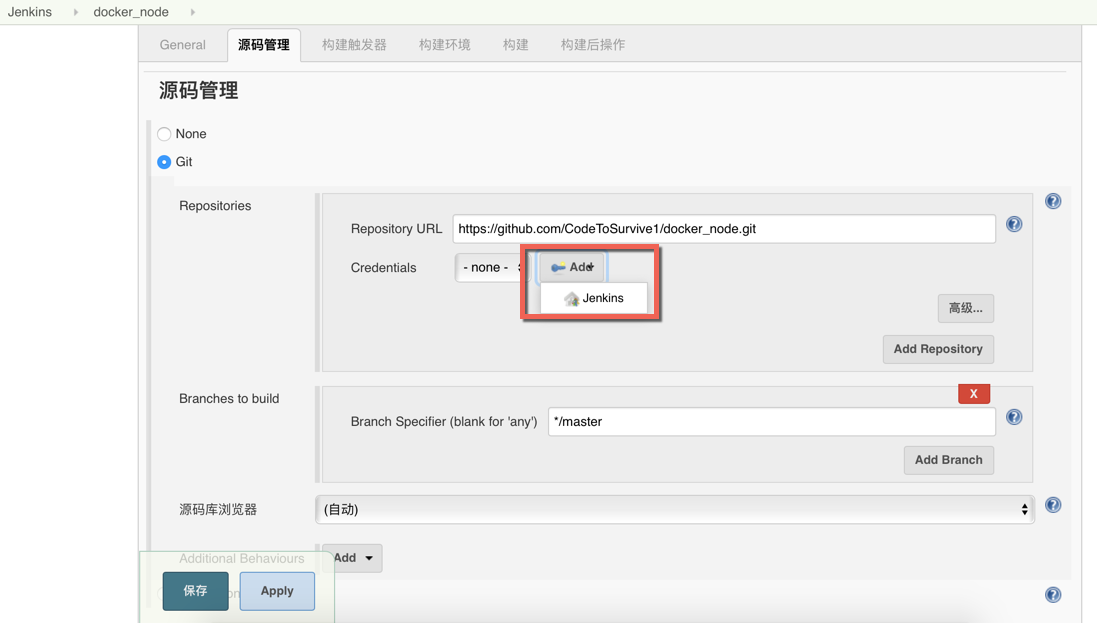 Jenkins docker_node
General 源码管理 构建触发器 构建环境 构建 构建后操作
源码管理
None
Git
Repositories
Repository URL https://github.com/CodeToSurvive1/docker_node.git
Credentials - none - Add
Jenkins
高级...
Add Repository
Branches to build
X
Branch Specifier (blank for 'any') */master
Add Branch
源码库浏览器 (自动)
Additional Behaviours Add
保存 Apply